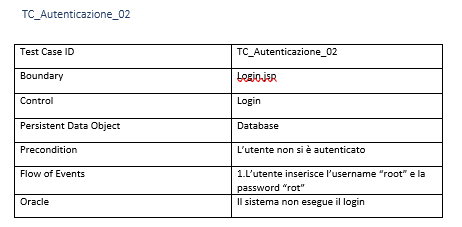 TC_Autenticazione_02
Test Case ID TC_Autenticazione_02
Boundary Login.jsp
Control Login
Persistent Data Object Database
Precondition L'utente non si è autenticato
Flow of Events 1.L'utente inserisce l'username "root" e la
password "rot"
Oracle Il sistema non esegue il login